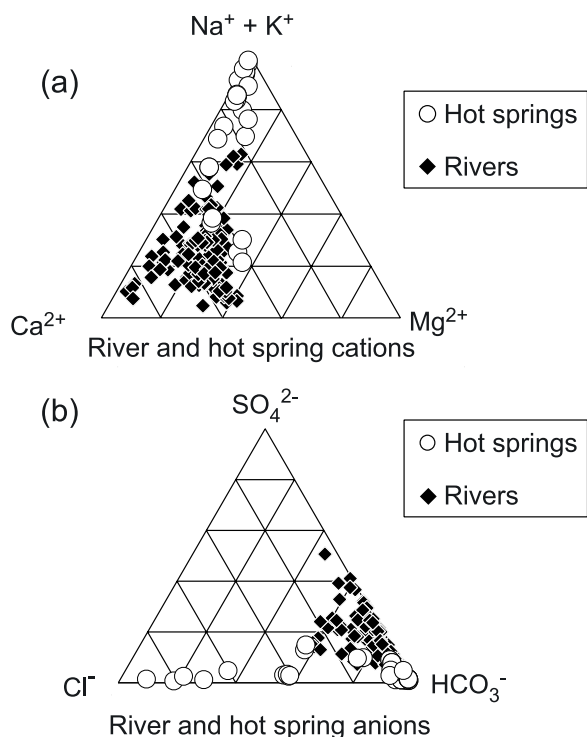 Na⁺ + K⁺
(a)
Hot springs
Rivers
Ca²⁺
Mg²⁺
River and hot spring cations
(b)
SO₄²⁻
Hot springs
Rivers
Cl⁻
HCO₃⁻
River and hot spring anions